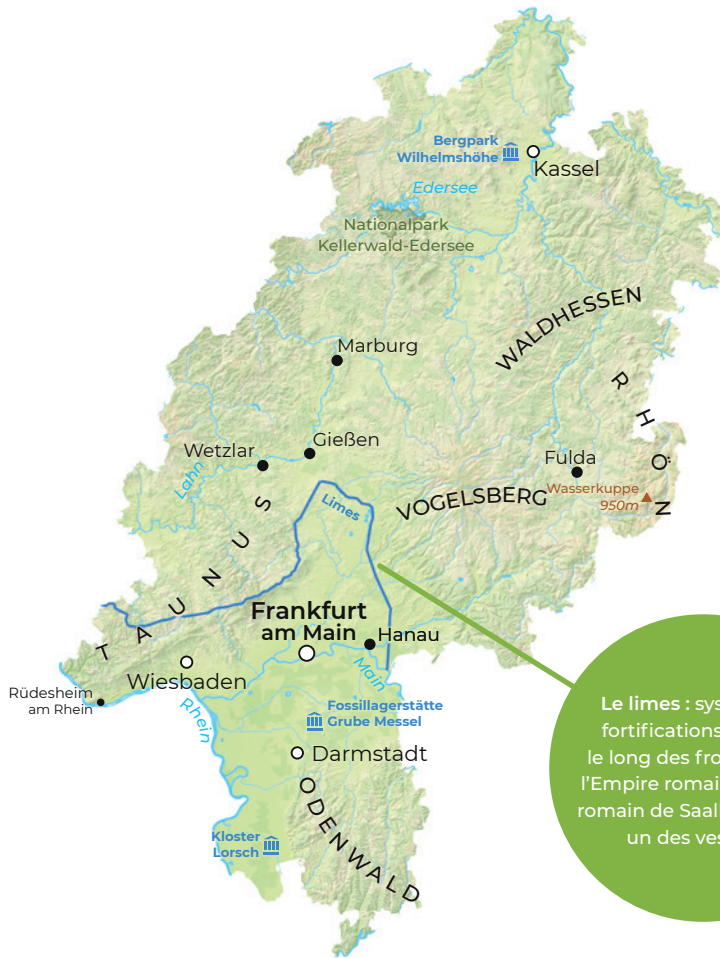 Bergpark
Wilhelmshöhe
Kassel
Edersee
Nationalpark
Kellerwald-Edersee
WALDHESSEN
Marburg
RHÖN
Gießen
Wetzlar
Lahn
Fulda
Wasserkuppe
950m
VOGELSBERG
Limes
TAUNUS
Frankfurt
am Main
Hanau
Main
Wiesbaden
Rüdesheim
am Rhein
Rhein
Fossillagerstätte
Grube Messel
Darmstadt
ODENWALD
Kloster
Lorsch
Le limes : sys
fortifications
le long des fro
l’Empire romai
romain de Saal
un des ves